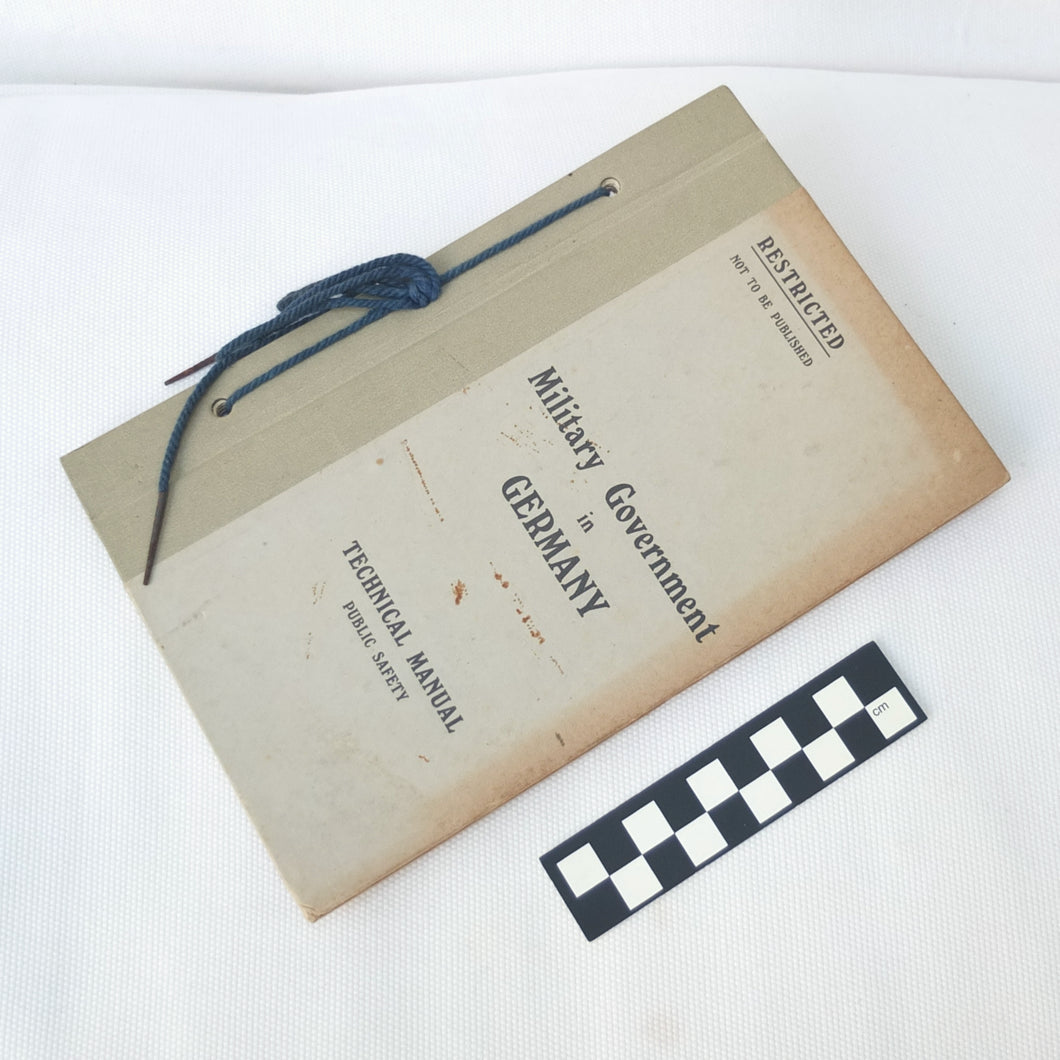 RESTRICTED
NOT TO BE PUBLISHED
Military Government
in
GERMANY
TECHNICAL MANUAL
PUBLIC SAFETY
cm